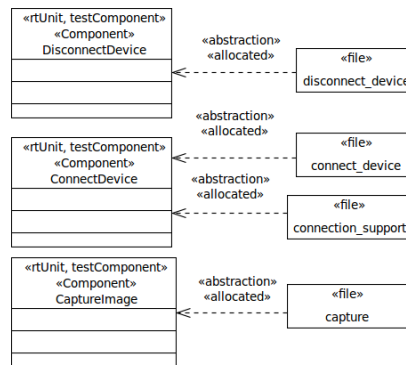 «rtUnit, testComponent»
«Component»
DisconnectDevice
«abstraction»
«allocated»
«file»
disconnect_device
«rtUnit, testComponent»
«Component»
ConnectDevice
«abstraction»
«allocated»
«file»
connect_device
«abstraction»
«allocated»
«file»
connection_support
«rtUnit, testComponent»
«Component»
CaptureImage
«abstraction»
«allocated»
«file»
capture